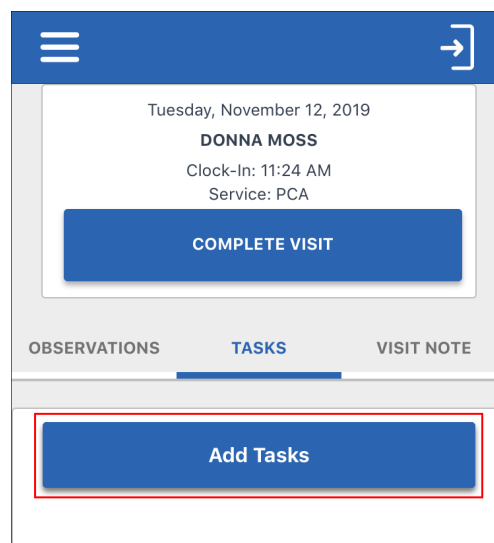 Tuesday, November 12, 2019
DONNA MOSS
Clock-In: 11:24 AM
Service: PCA
COMPLETE VISIT
OBSERVATIONS TASKS VISIT NOTE
Add Tasks